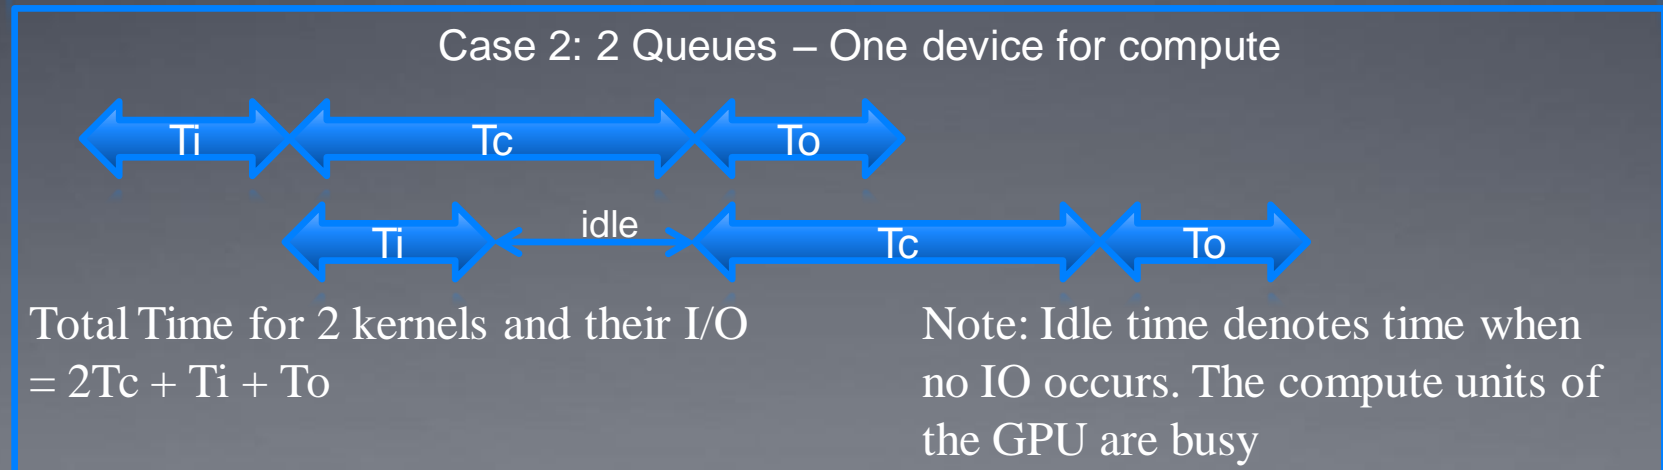 Case 2: 2 Queues – One device for compute
Ti
Tc
To
Ti
idle
Tc
To
Total Time for 2 kernels and their I/O
= 2Tc + Ti + To
Note: Idle time denotes time when
no IO occurs. The compute units of
the GPU are busy